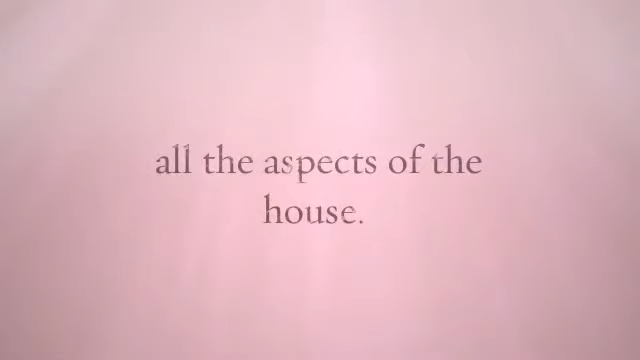 all the aspects of the
house.